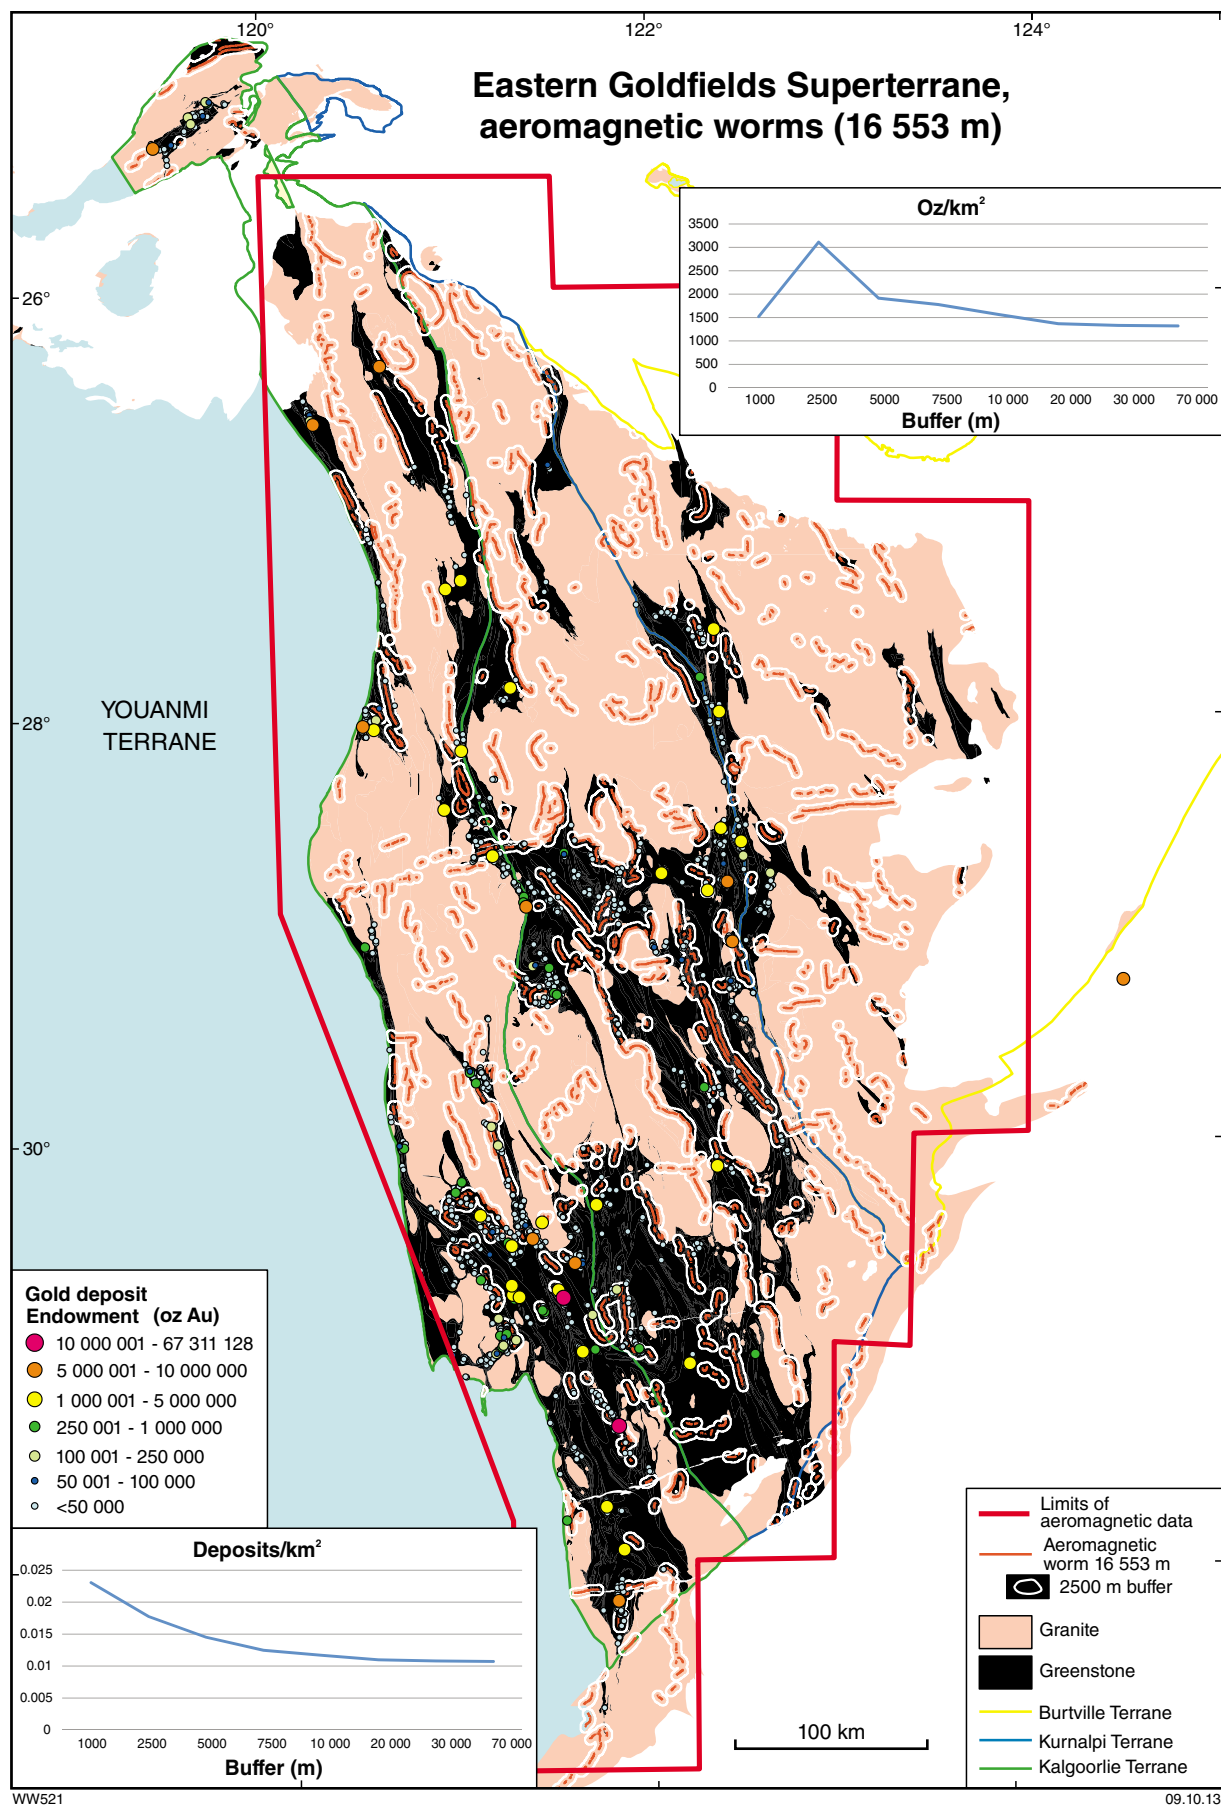 120°
122°
124°
Eastern Goldfields Superterrane,
aeromagnetic worms (16 553 m)
Oz/km²
3500
3000
2500
2000
1500
1000
500
0
1000 2500 5000 7500 10 000 20 000 30 000 70 000
Buffer (m)
26°
28°
30°
YOUANMI
TERRANE
Gold deposit
Endowment (oz Au)
10 000 001 - 67 311 128
5 000 001 - 10 000 000
1 000 001 - 5 000 000
250 001 - 1 000 000
100 001 - 250 000
50 001 - 100 000
<50 000
Deposits/km²
0.025
0.02
0.015
0.01
0.005
0
1000 2500 5000 7500 10 000 20 000 30 000 70 000
Buffer (m)
100 km
Limits of
aeromagnetic data
Aeromagnetic
worm 16 553 m
2500 m buffer
Granite
Greenstone
Burtville Terrane
Kurnalpi Terrane
Kalgoorlie Terrane
WW521
09.10.13